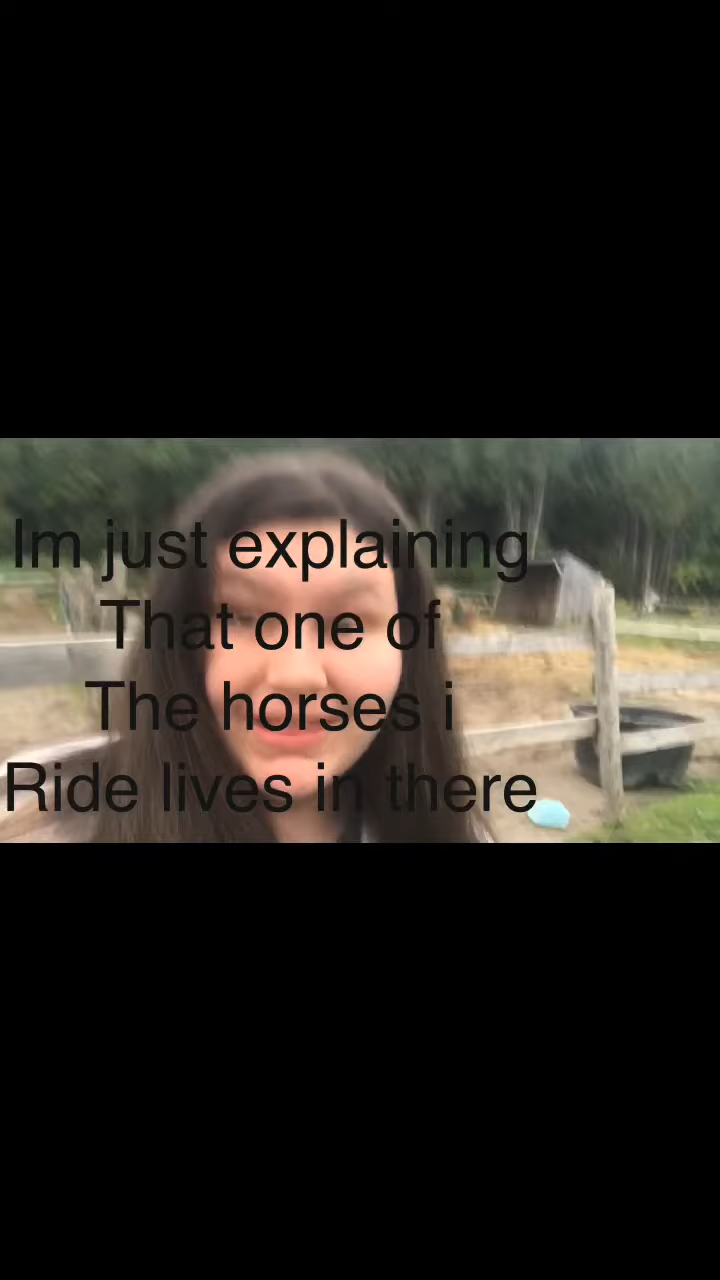 Im just explaining
That one of
The horses i
Ride lives in there